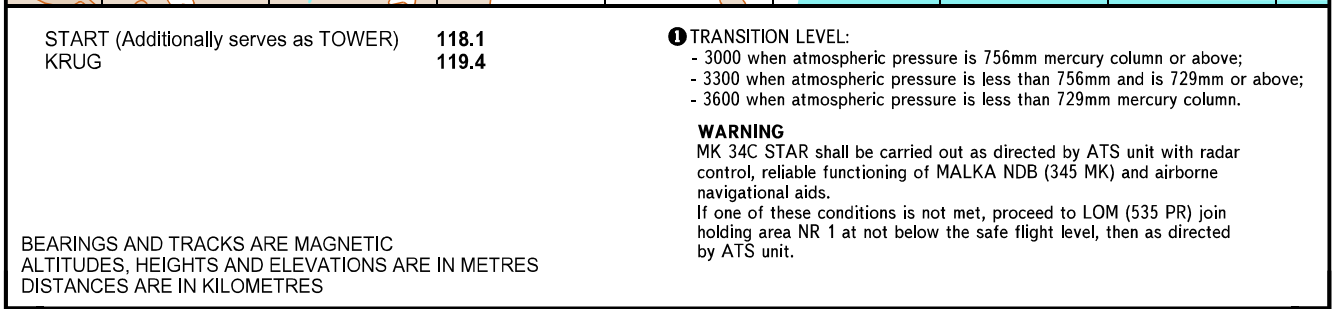 START (Additionally serves as TOWER) 118.1
KRUG 119.4
BEARINGS AND TRACKS ARE MAGNETIC
ALTITUDES, HEIGHTS AND ELEVATIONS ARE IN METRES
DISTANCES ARE IN KILOMETRES
❶ TRANSITION LEVEL:
- 3000 when atmospheric pressure is 756mm mercury column or above;
- 3300 when atmospheric pressure is less than 756mm and is 729mm or above;
- 3600 when atmospheric pressure is less than 729mm mercury column.
WARNING
MK 34C STAR shall be carried out as directed by ATS unit with radar
control, reliable functioning of MALKA NDB (345 MK) and airborne
navigational aids.
If one of these conditions is not met, proceed to LOM (535 PR) join
holding area NR 1 at not below the safe flight level, then as directed
by ATS unit.